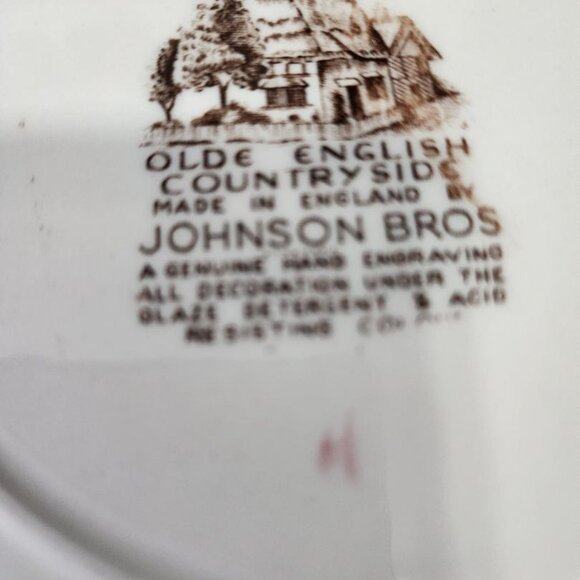 OLDE ENGLISH
COUNTRYSIDE
MADE IN ENGLAND BY
JOHNSON BROS
A GENUINE HAND ENGRAVING
ALL DECORATION UNDER THE
GLAZE DETERGENT & ACID
RESISTING